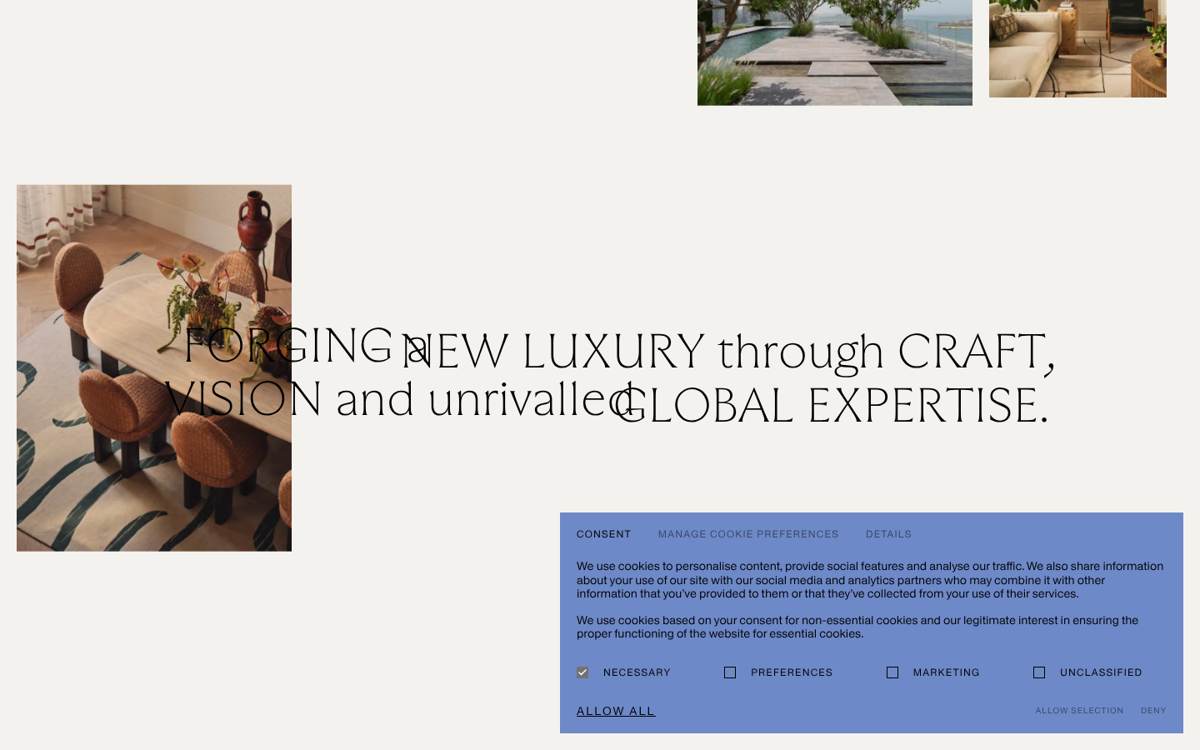 FORGING a NEW LUXURY through CRAFT,
VISION and unrivalled GLOBAL EXPERTISE.
CONSENT MANAGE COOKIE PREFERENCES DETAILS
We use cookies to personalise content, provide social features and analyse our traffic. We also share information
about your use of our site with our social media and analytics partners who may combine it with other
information that you've provided to them or that they've collected from your use of their services.
We use cookies based on your consent for non-essential cookies and our legitimate interest in ensuring the
proper functioning of the website for essential cookies.
NECESSARY PREFERENCES MARKETING UNCLASSIFIED
ALLOW ALL ALLOW SELECTION DENY